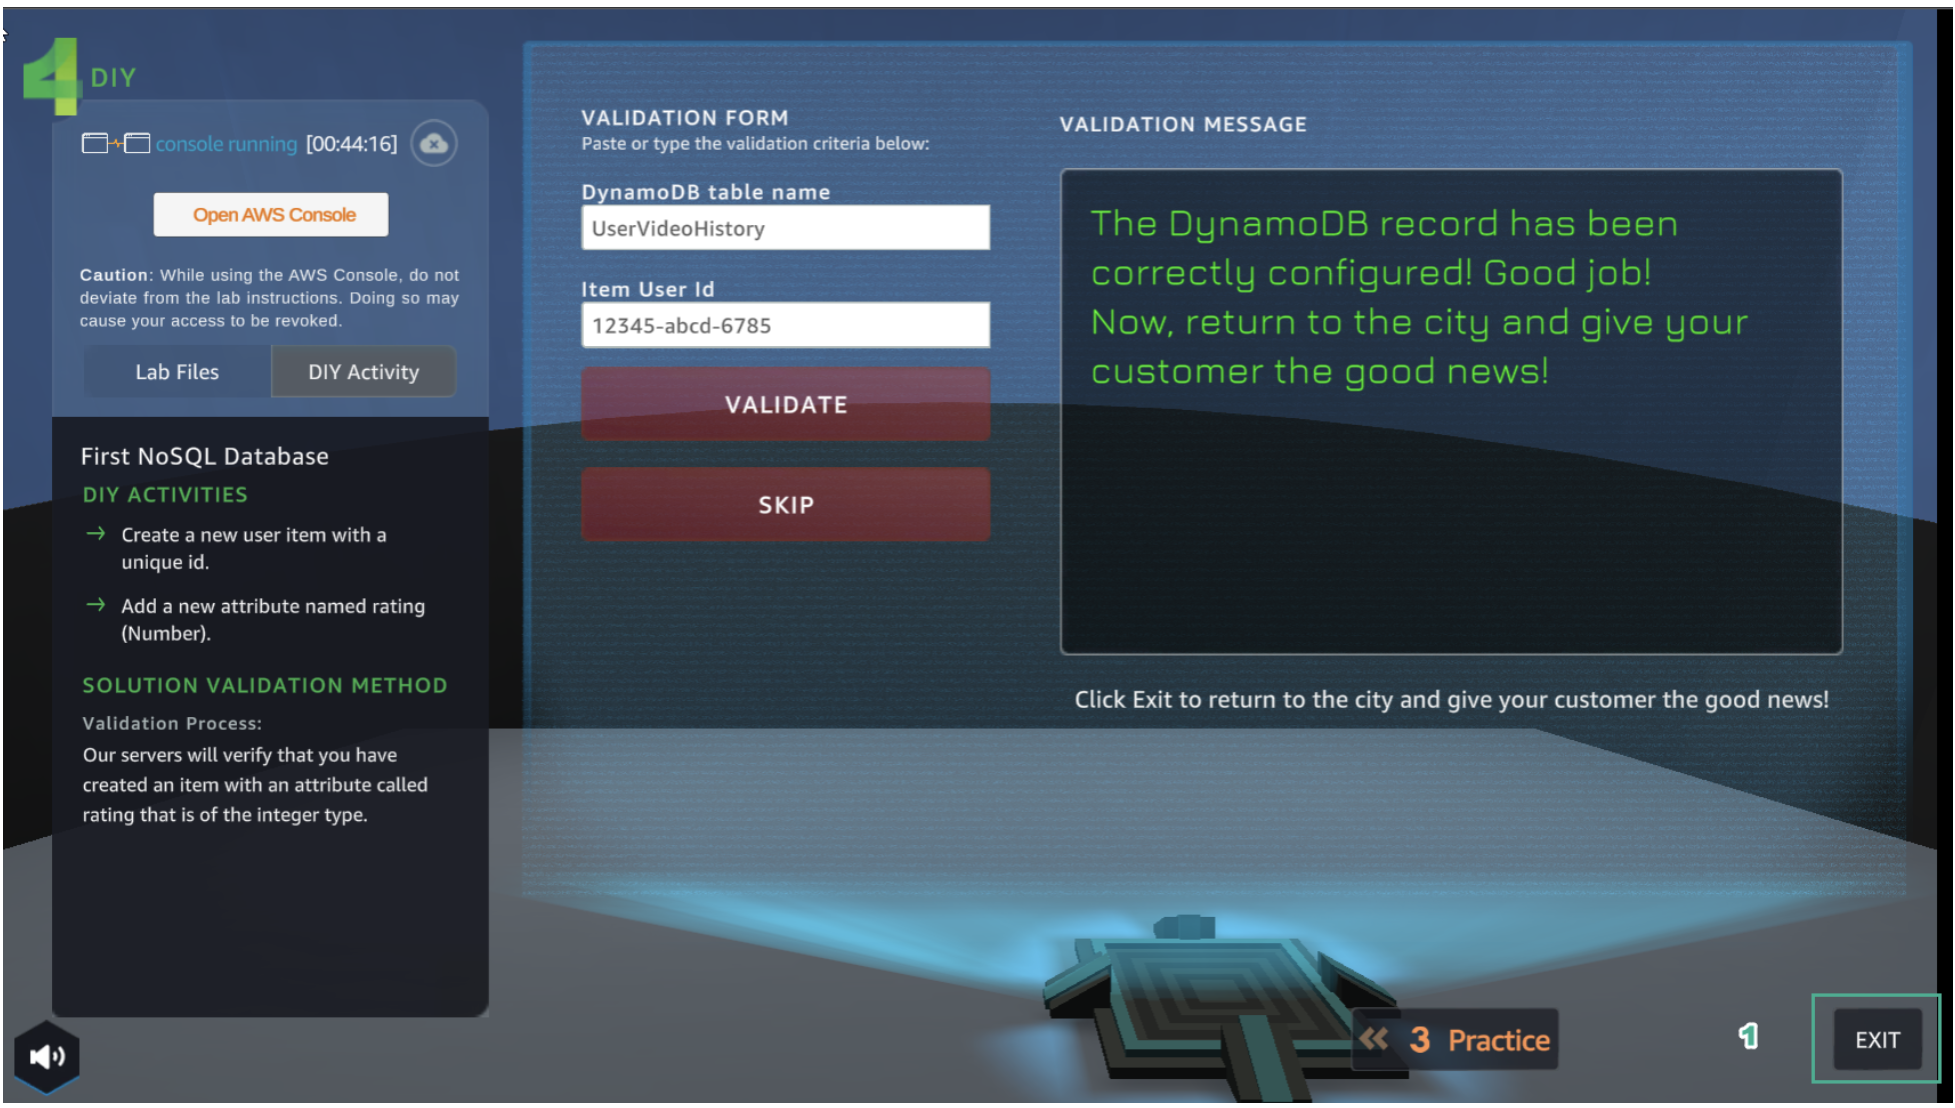 4 DIY
console running [00:44:16]
Open AWS Console
Caution: While using the AWS Console, do not
deviate from the lab instructions. Doing so may
cause your access to be revoked.
Lab Files
DIY Activity
First NoSQL Database
DIY ACTIVITIES
→ Create a new user item with a
unique id.
→ Add a new attribute named rating
(Number).
SOLUTION VALIDATION METHOD
Validation Process:
Our servers will verify that you have
created an item with an attribute called
rating that is of the integer type.
VALIDATION FORM
Paste or type the validation criteria below:
DynamoDB table name
UserVideoHistory
Item User Id
12345-abcd-6785
VALIDATE
SKIP
VALIDATION MESSAGE
The DynamoDB record has been
correctly configured! Good job!
Now, return to the city and give your
customer the good news!
Click Exit to return to the city and give your customer the good news!
« 3 Practice
1
EXIT